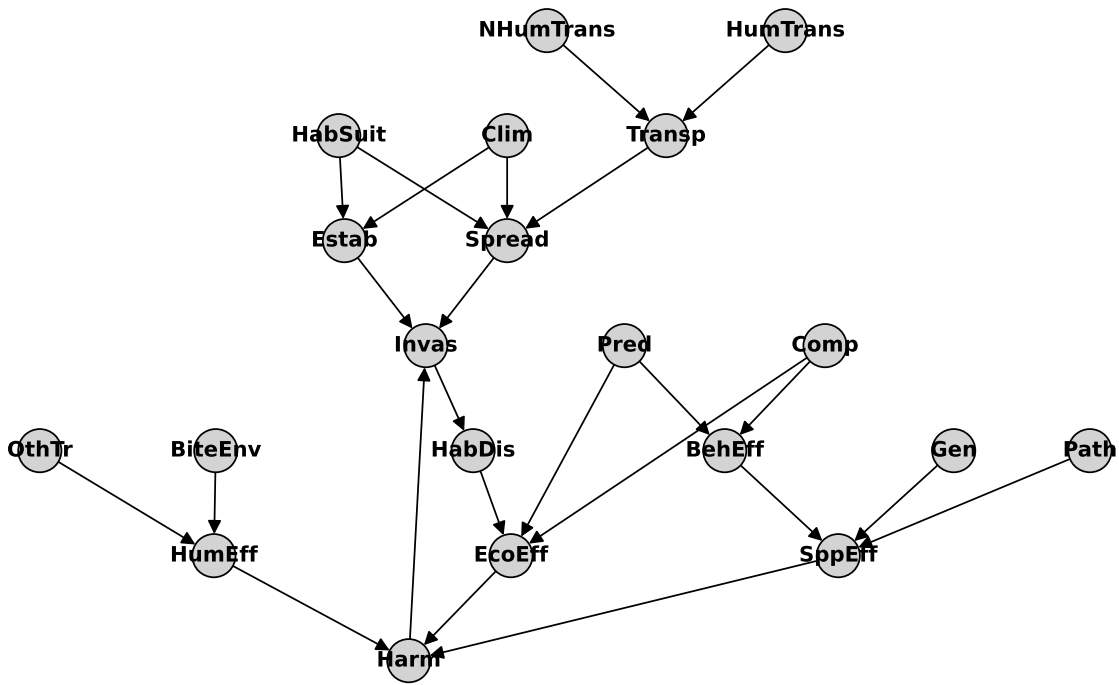 NHumTrans HumTrans
HabSuit Clim Transp
Estab Spread
Invas Pred Comp
OthTr BiteEnv HabDis BehEff Gen Path
HumEff EcoEff SppEff
Harm